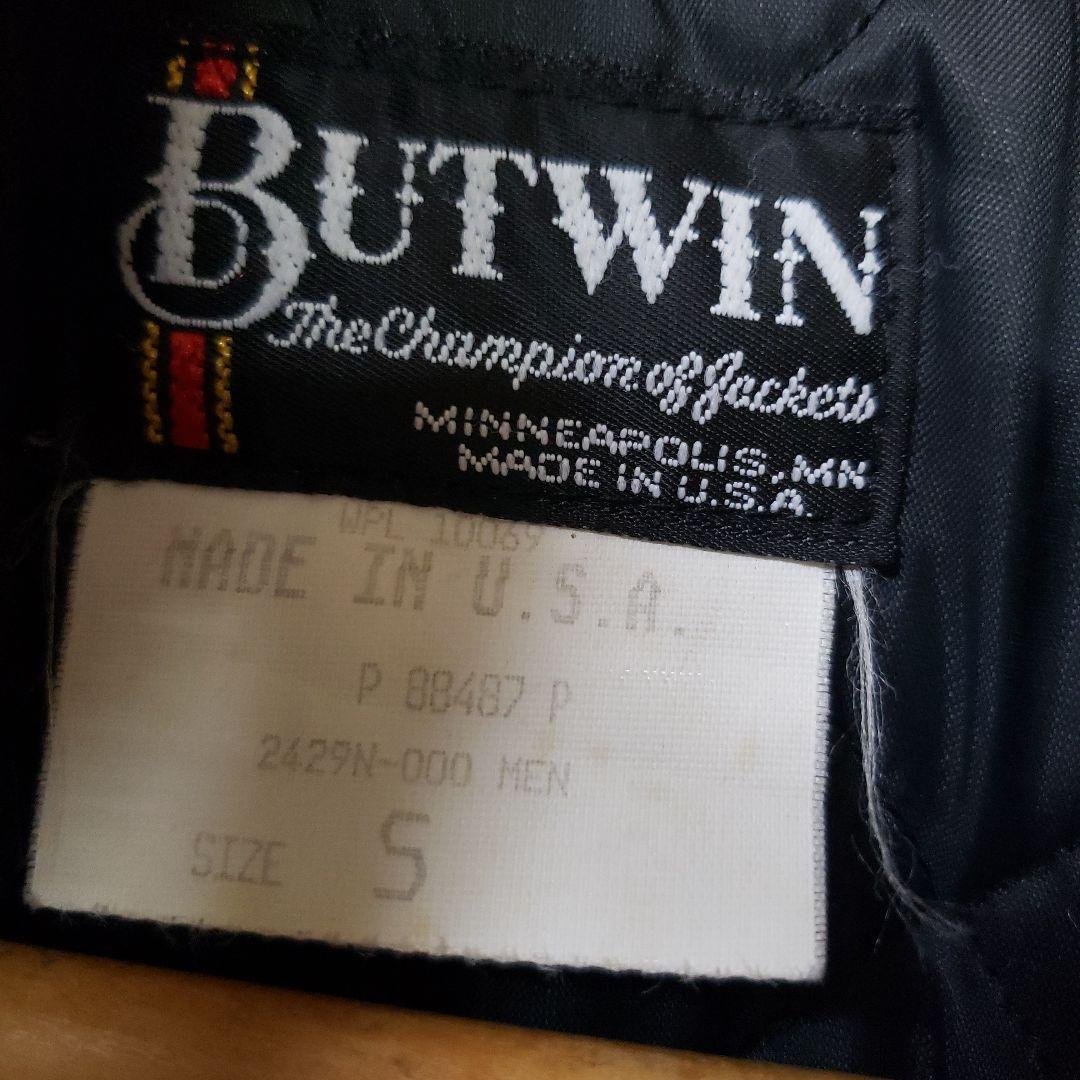 BUTWIN
The Champion of Jackets
MINNEAPOLIS, MN
MADE IN U.S.A.
WPL 10069
MADE IN U.S.A.
P 88487 P
2429N-000 MEN
SIZE S